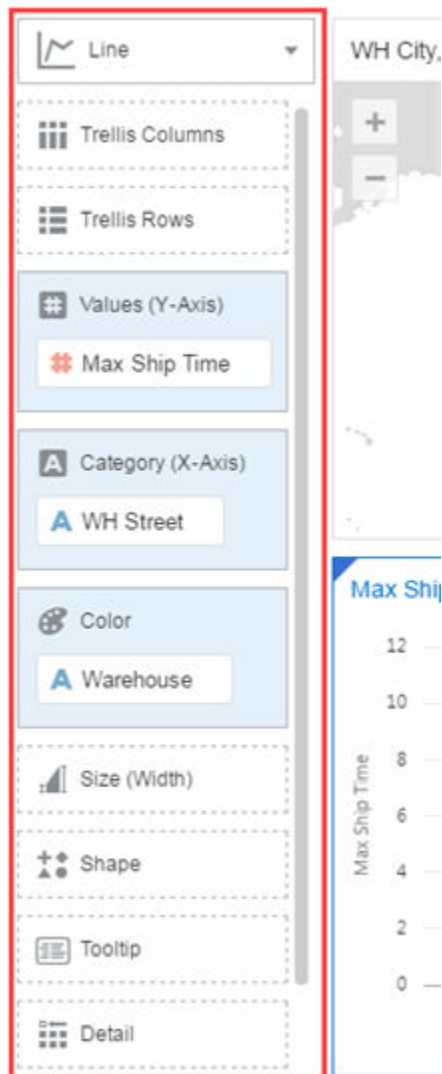 Line
Trellis Columns
Trellis Rows
Values (Y-Axis)
Max Ship Time
Category (X-Axis)
A WH Street
Color
A Warehouse
Size (Width)
Shape
Tooltip
Detail
WH City,
+
−
Max Ship
12
10
8
6
4
2
0
Max Ship Time